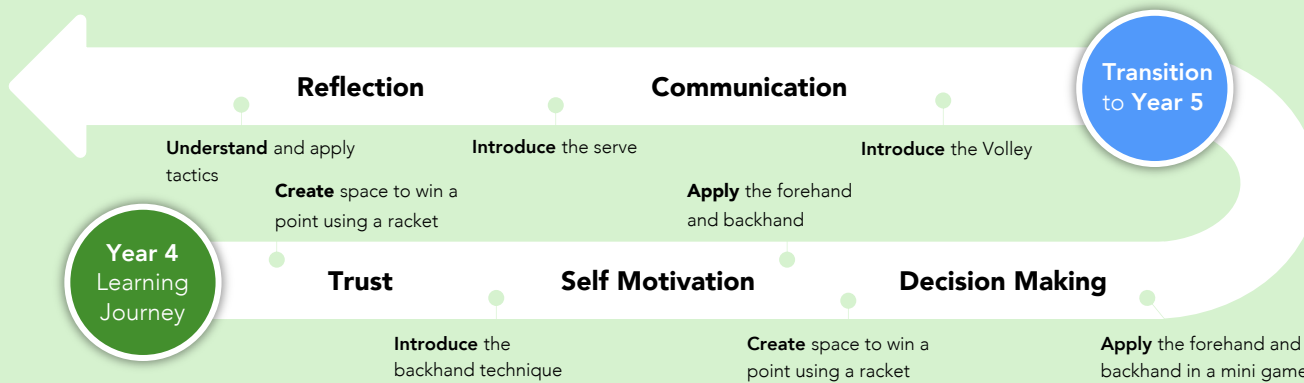 Reflection
Communication
Transition
to Year 5
Understand and apply
tactics
Introduce the serve
Introduce the Volley
Create space to win a
point using a racket
Apply the forehand
and backhand
Year 4
Learning
Journey
Trust
Self Motivation
Decision Making
Introduce the
backhand technique
Create space to win a
point using a racket
Apply the forehand and
backhand in a mini game